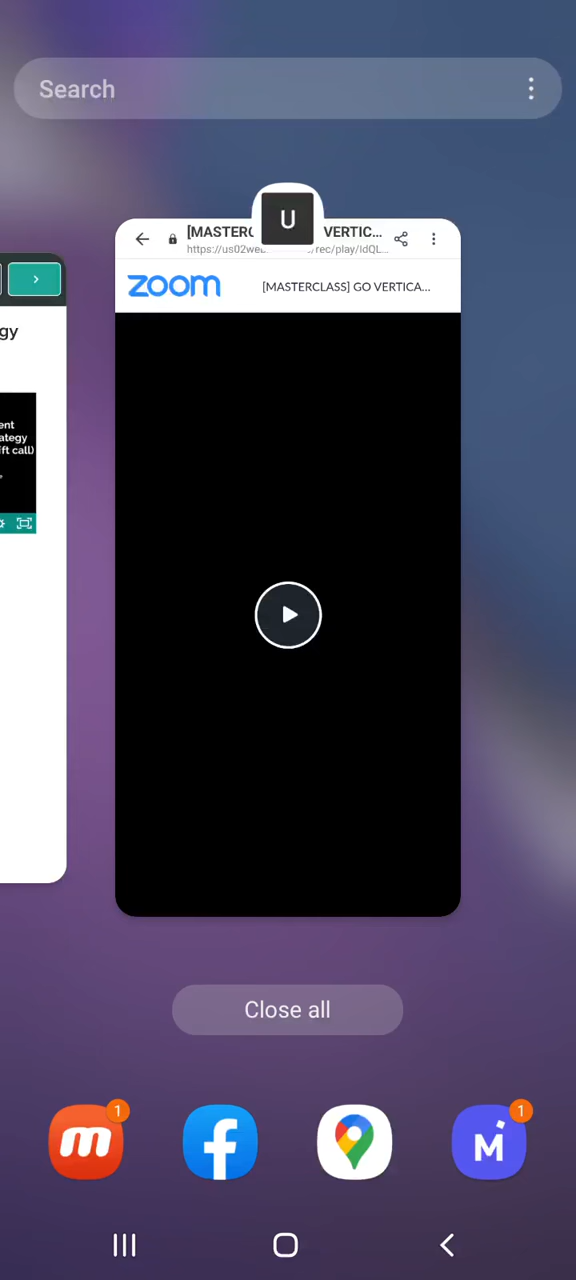 Search
U
[MASTERC VERTIC...
https://us02web. /rec/play/IdQL...
zoom
[MASTERCLASS] GO VERTICA...
gy
ent
ategy
ift call)
Close all
1
m
f
1
M